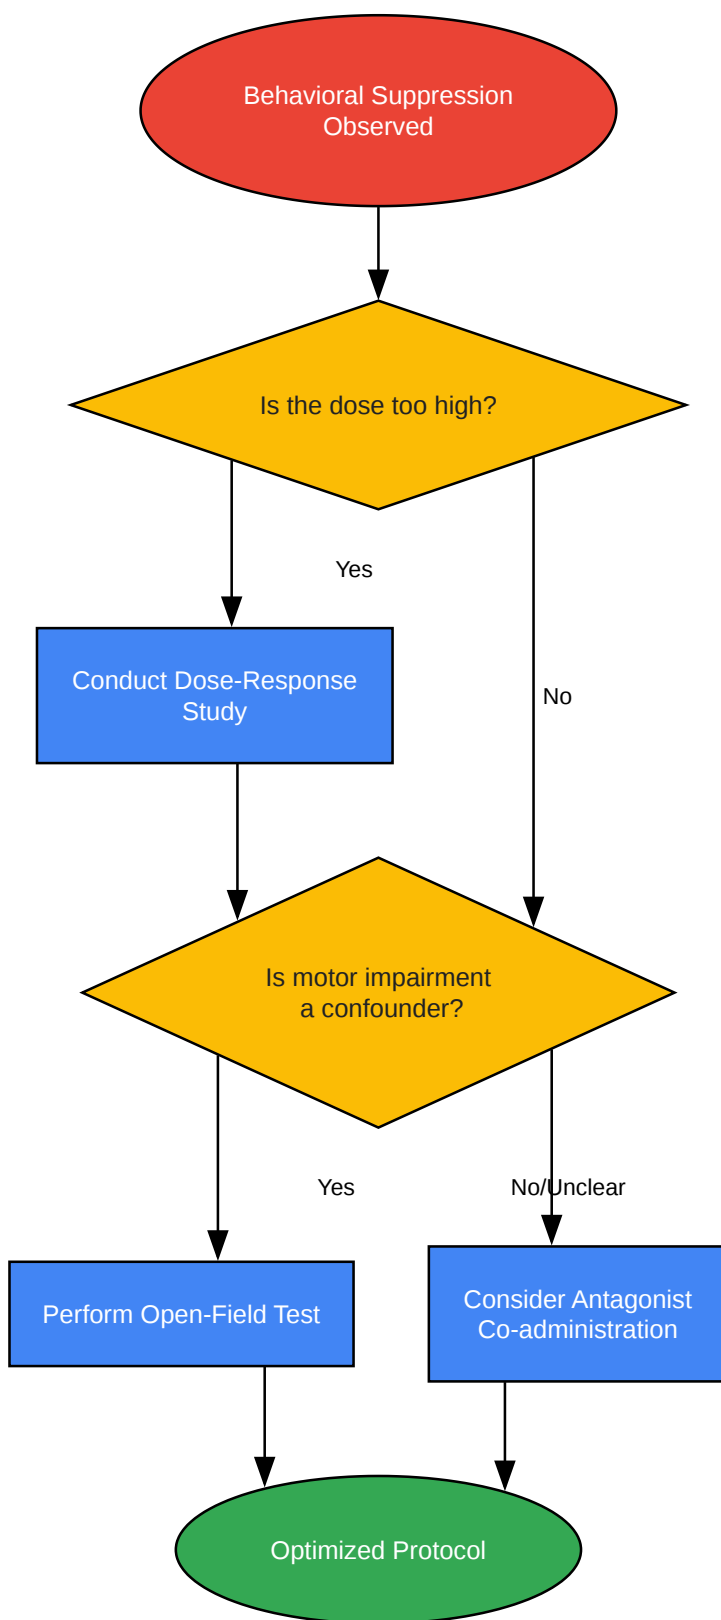 Behavioral Suppression
Observed
Is the dose too high?
Yes
Conduct Dose-Response
Study
No
Is motor impairment
a confounder?
Yes
No/Unclear
Perform Open-Field Test
Consider Antagonist
Co-administration
Optimized Protocol